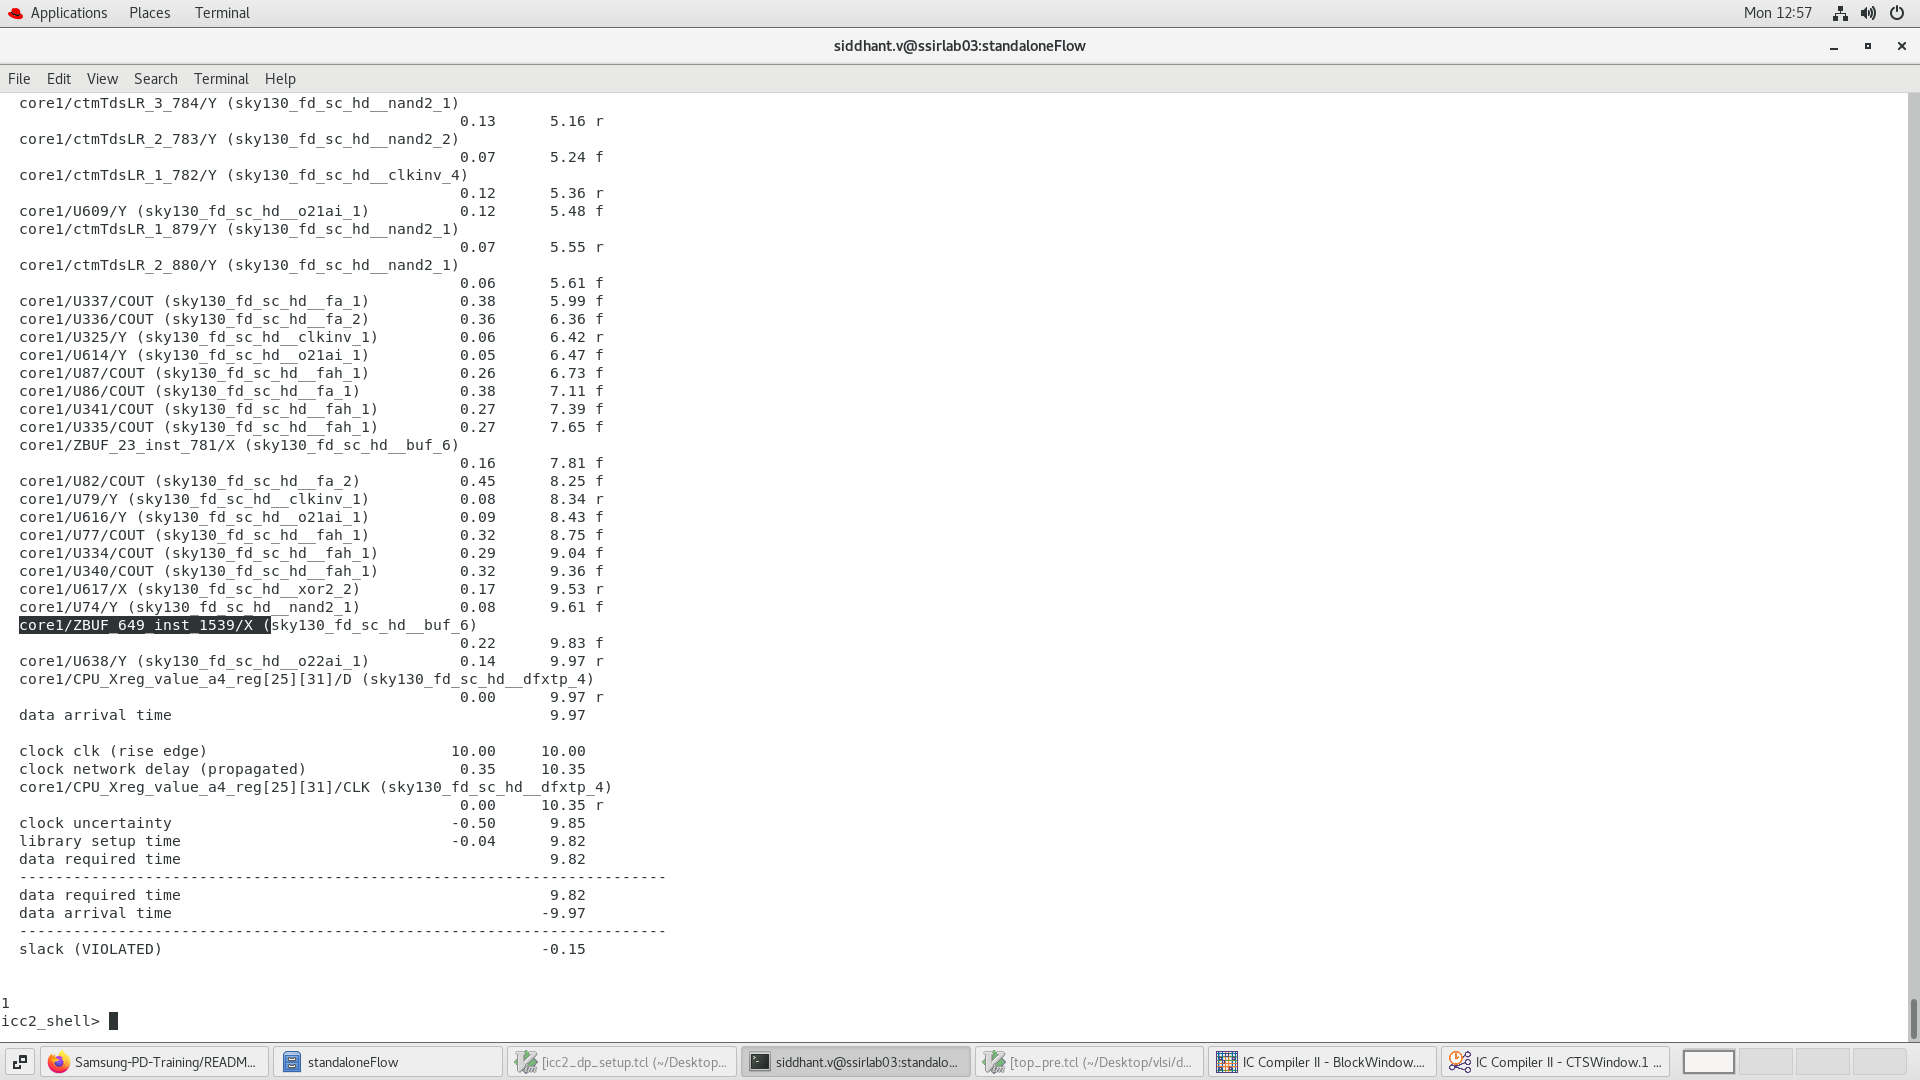 Applications Places Terminal Mon 12:57
siddhant.v@ssirlab03:standaloneFlow
File Edit View Search Terminal Help
core1/ctmTdsLR_3_784/Y (sky130_fd_sc_hd__nand2_1)
0.13 5.16 r
core1/ctmTdsLR_2_783/Y (sky130_fd_sc_hd__nand2_2)
0.07 5.24 f
core1/ctmTdsLR_1_782/Y (sky130_fd_sc_hd__clkinv_4)
0.12 5.36 r
core1/U609/Y (sky130_fd_sc_hd__o21ai_1) 0.12 5.48 f
core1/ctmTdsLR_1_879/Y (sky130_fd_sc_hd__nand2_1)
0.07 5.55 r
core1/ctmTdsLR_2_880/Y (sky130_fd_sc_hd__nand2_1)
0.06 5.61 f
core1/U337/COUT (sky130_fd_sc_hd__fa_1) 0.38 5.99 f
core1/U336/COUT (sky130_fd_sc_hd__fa_2) 0.36 6.36 f
core1/U325/Y (sky130_fd_sc_hd__clkinv_1) 0.06 6.42 r
core1/U614/Y (sky130_fd_sc_hd__o21ai_1) 0.05 6.47 f
core1/U87/COUT (sky130_fd_sc_hd__fah_1) 0.26 6.73 f
core1/U86/COUT (sky130_fd_sc_hd__fa_1) 0.38 7.11 f
core1/U341/COUT (sky130_fd_sc_hd__fah_1) 0.27 7.39 f
core1/U335/COUT (sky130_fd_sc_hd__fah_1) 0.27 7.65 f
core1/ZBUF_23_inst_781/X (sky130_fd_sc_hd__buf_6)
0.16 7.81 f
core1/U82/COUT (sky130_fd_sc_hd__fa_2) 0.45 8.25 f
core1/U79/Y (sky130_fd_sc_hd__clkinv_1) 0.08 8.34 r
core1/U616/Y (sky130_fd_sc_hd__o21ai_1) 0.09 8.43 f
core1/U77/COUT (sky130_fd_sc_hd__fah_1) 0.32 8.75 f
core1/U334/COUT (sky130_fd_sc_hd__fah_1) 0.29 9.04 f
core1/U340/COUT (sky130_fd_sc_hd__fah_1) 0.32 9.36 f
core1/U617/X (sky130_fd_sc_hd__xor2_2) 0.17 9.53 r
core1/U74/Y (sky130_fd_sc_hd__nand2_1) 0.08 9.61 f
core1/ZBUF_649_inst_1539/X (sky130_fd_sc_hd__buf_6)
0.22 9.83 f
core1/U638/Y (sky130_fd_sc_hd__o22ai_1) 0.14 9.97 r
core1/CPU_Xreg_value_a4_reg[25][31]/D (sky130_fd_sc_hd__dfxtp_4)
0.00 9.97 r
data arrival time 9.97
clock clk (rise edge) 10.00 10.00
clock network delay (propagated) 0.35 10.35
core1/CPU_Xreg_value_a4_reg[25][31]/CLK (sky130_fd_sc_hd__dfxtp_4)
0.00 10.35 r
clock uncertainty -0.50 9.85
library setup time -0.04 9.82
data required time 9.82
------------------------------------------------------------------------
data required time 9.82
data arrival time -9.97
------------------------------------------------------------------------
slack (VIOLATED) -0.15
1
icc2_shell>
Samsung-PD-Training/READM... standaloneFlow [icc2_dp_setup.tcl (~/Desktop... siddhant.v@ssirlab03:standalo... [top_pre.tcl (~/Desktop/vlsi/d... IC Compiler II - BlockWindow.... IC Compiler II - CTSWindow.1 ...